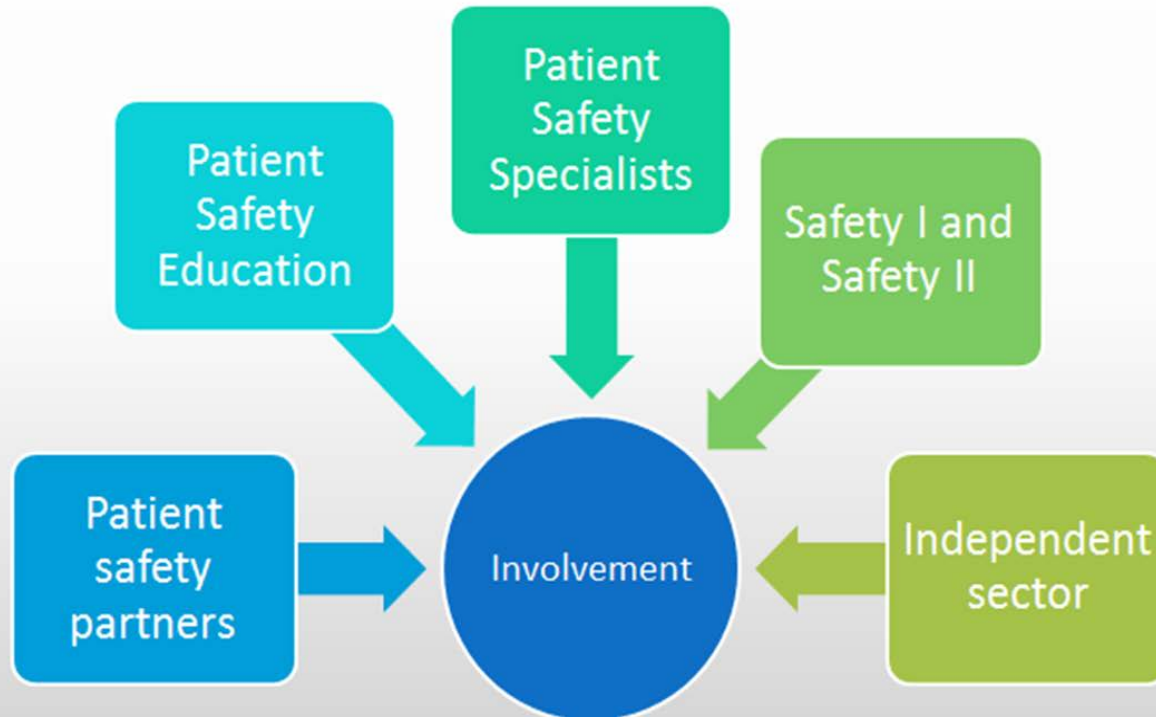 Patient
Safety
Specialists
Patient
Safety
Education
Safety I and
Safety II
Patient
safety
partners
Involvement
Independent
sector